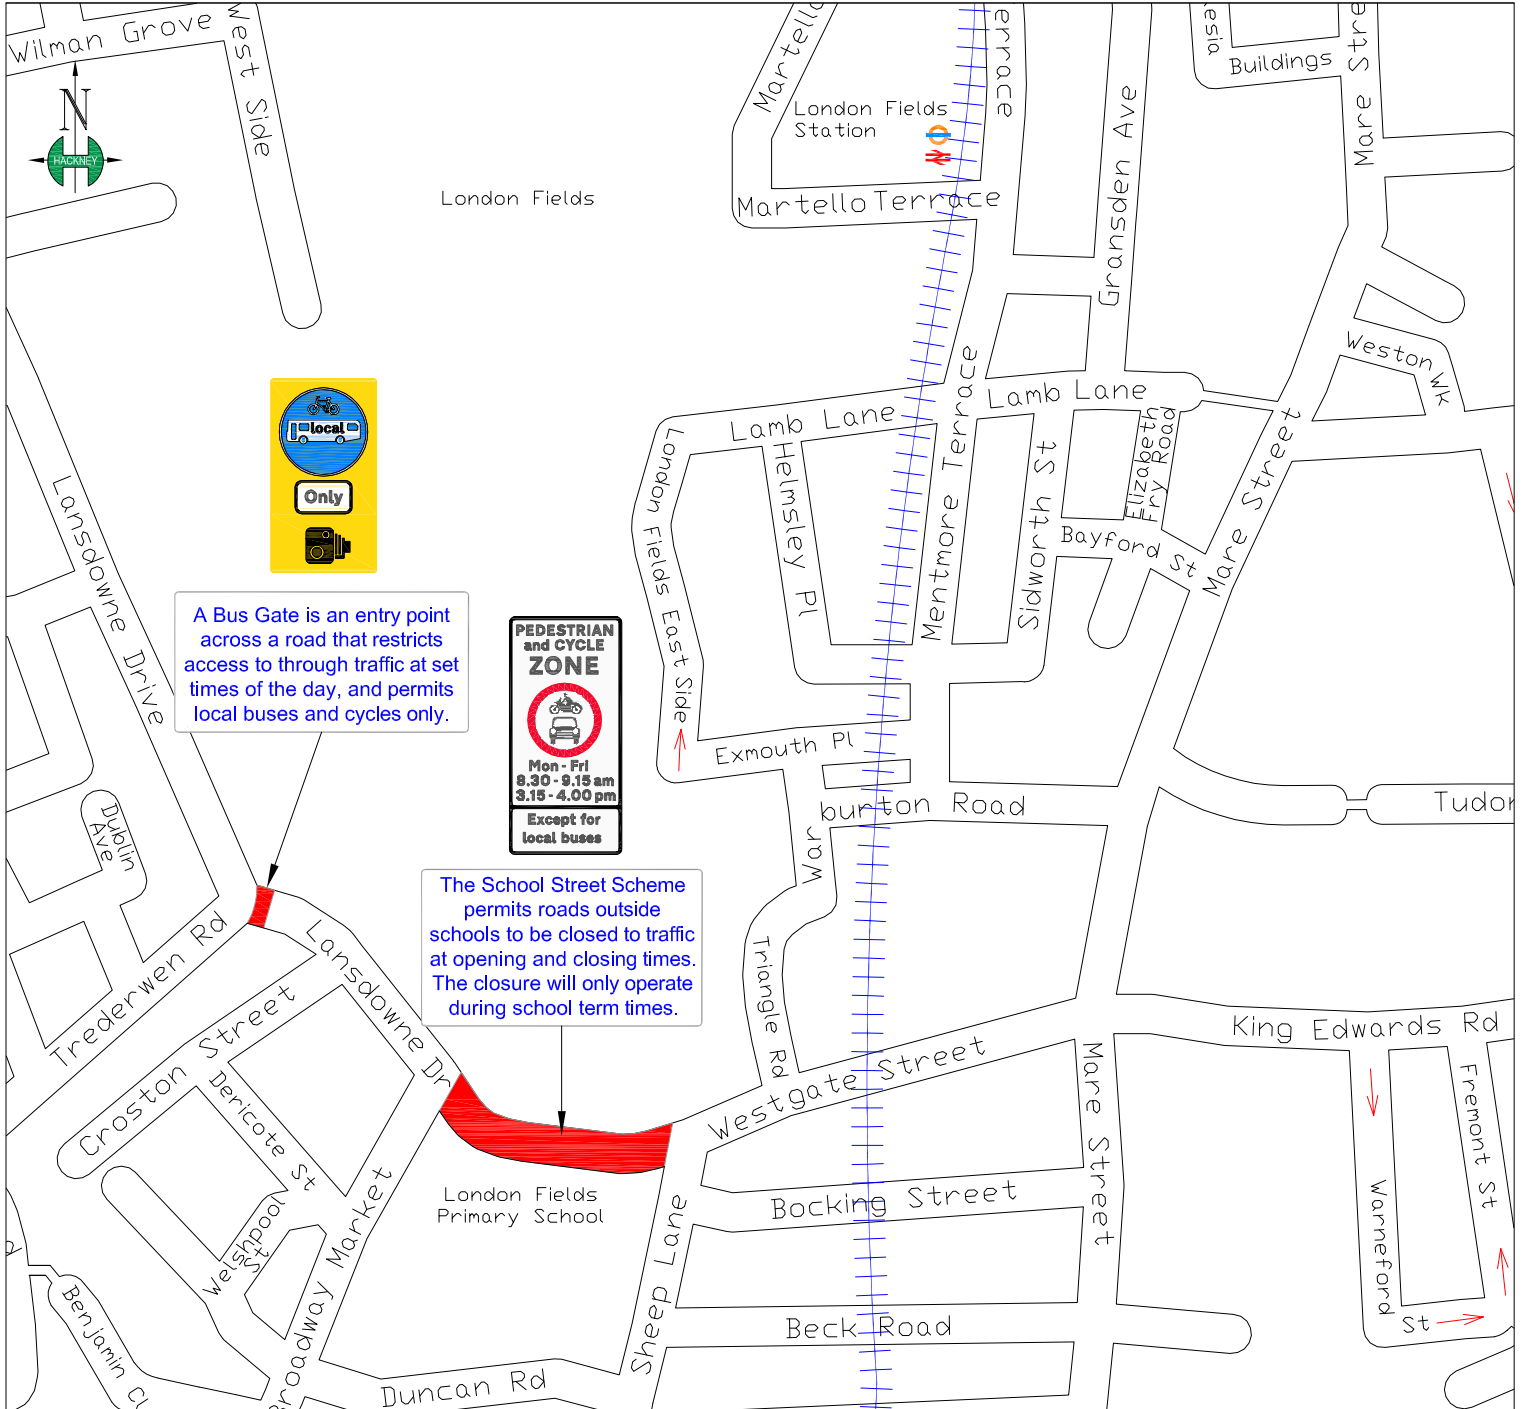 Wilman Grove
West Side
N
HACKNEY
London Fields
Martello
London Fields
Station
Martello Terrace
errace
Gransden Ave
esia
Buildings
Mare Stre
Mare St
Weston Wk
Lamb Lane
Lamb Lane
London Fields East Side
Helmsley Pl
Mentmore Terrace
Sidworth St
Elizabeth
Fry Road
Bayford St
Mare Street
local
Only
A Bus Gate is an entry point
across a road that restricts
access to through traffic at set
times of the day, and permits
local buses and cycles only.
Lansdowne Drive
PEDESTRIAN
and CYCLE
ZONE
Mon - Fri
8.30 - 9.15 am
3.15 - 4.00 pm
Except for
local buses
The School Street Scheme
permits roads outside
schools to be closed to traffic
at opening and closing times.
The closure will only operate
during school term times.
Exmouth Pl
Warburton Road
Tudor
Dublin
Ave
Trederwen Rd
Lansdowne Dr
Croston Street
Dericote St
Welshpool
St
Triangle Rd
Westgate Street
King Edwards Rd
Mare Street
Fremont St
Warneford
St
London Fields
Primary School
Bocking Street
Sheep Lane
Beck Road
Broadway Market
Duncan Rd
Benjamin Cl